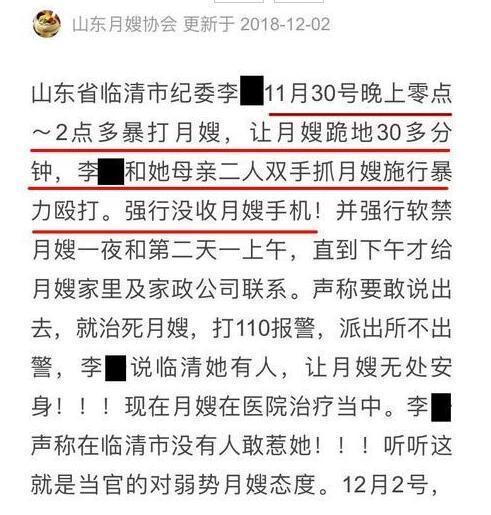 山东月嫂协会 更新于 2018-12-02
山东省临清市纪委李 11月30号晚上零点
～2点多暴打月嫂，让月嫂跪地30多分
钟，李 和她母亲二人双手抓月嫂施行暴
力殴打。强行没收月嫂手机！并强行软禁
月嫂一夜和第二天一上午，直到下午才给
月嫂家里及家政公司联系。声称要敢说出
去，就治死月嫂，打110报警，派出所不出
警，李 说临清她有人，让月嫂无处安
身！！！现在月嫂在医院治疗当中。李
声称在临清市没有人敢惹她！！！听听这
就是当官的对弱势月嫂态度。12月2号，